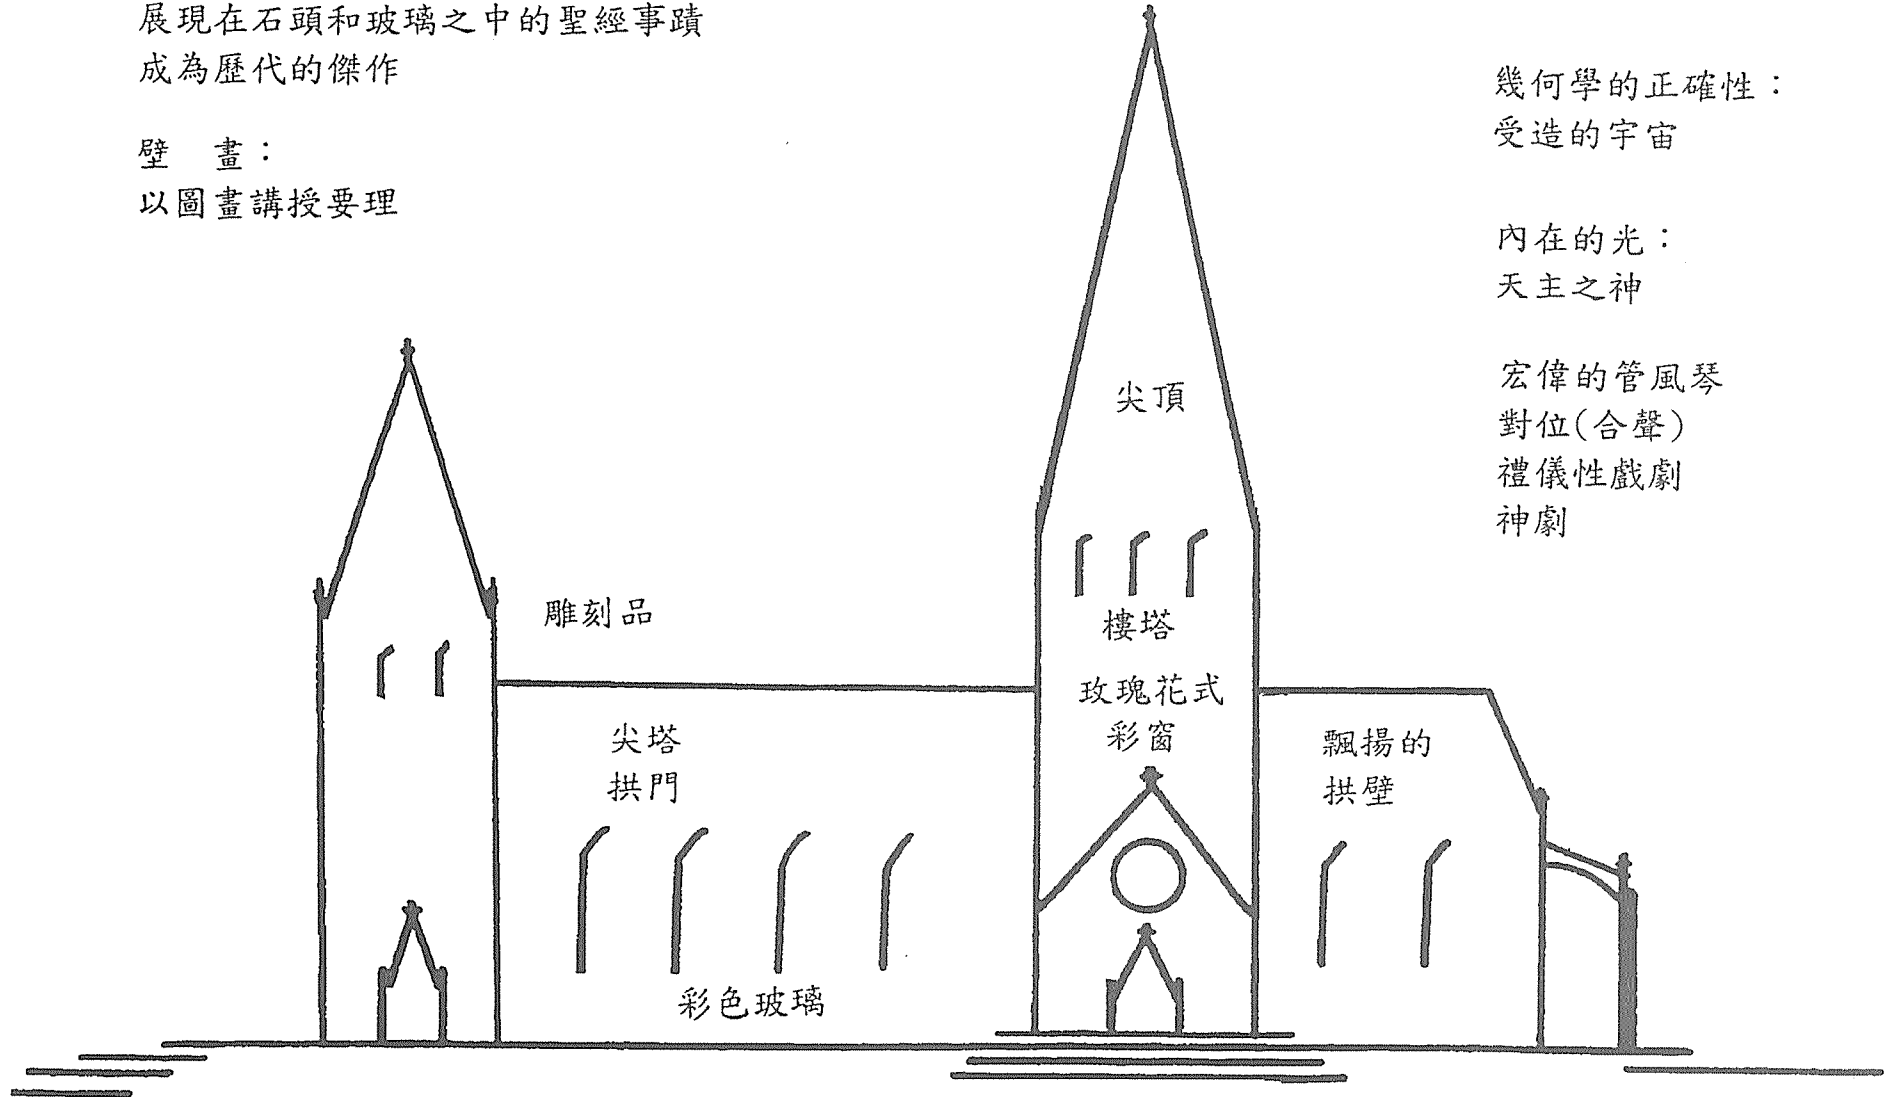 展現在石頭和玻璃之中的聖經事蹟
成為歷代的傑作
壁　畫：
以圖畫講授要理
幾何學的正確性：
受造的宇宙
內在的光：
天主之神
宏偉的管風琴
對位(合聲)
禮儀性戲劇
神劇
尖頂
雕刻品
樓塔
玫瑰花式
彩窗
尖塔
拱門
飄揚的
拱壁
彩色玻璃